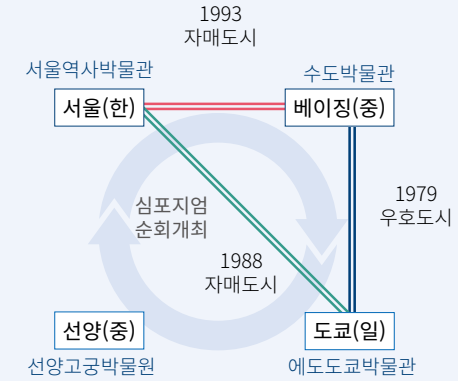 1993
자매도시
서울역사박물관
수도박물관
서울(한)
베이징(중)
심포지엄
순회개최
1979
우호도시
1988
자매도시
선양(중)
도쿄(일)
선양고궁박물원
에도도쿄박물관